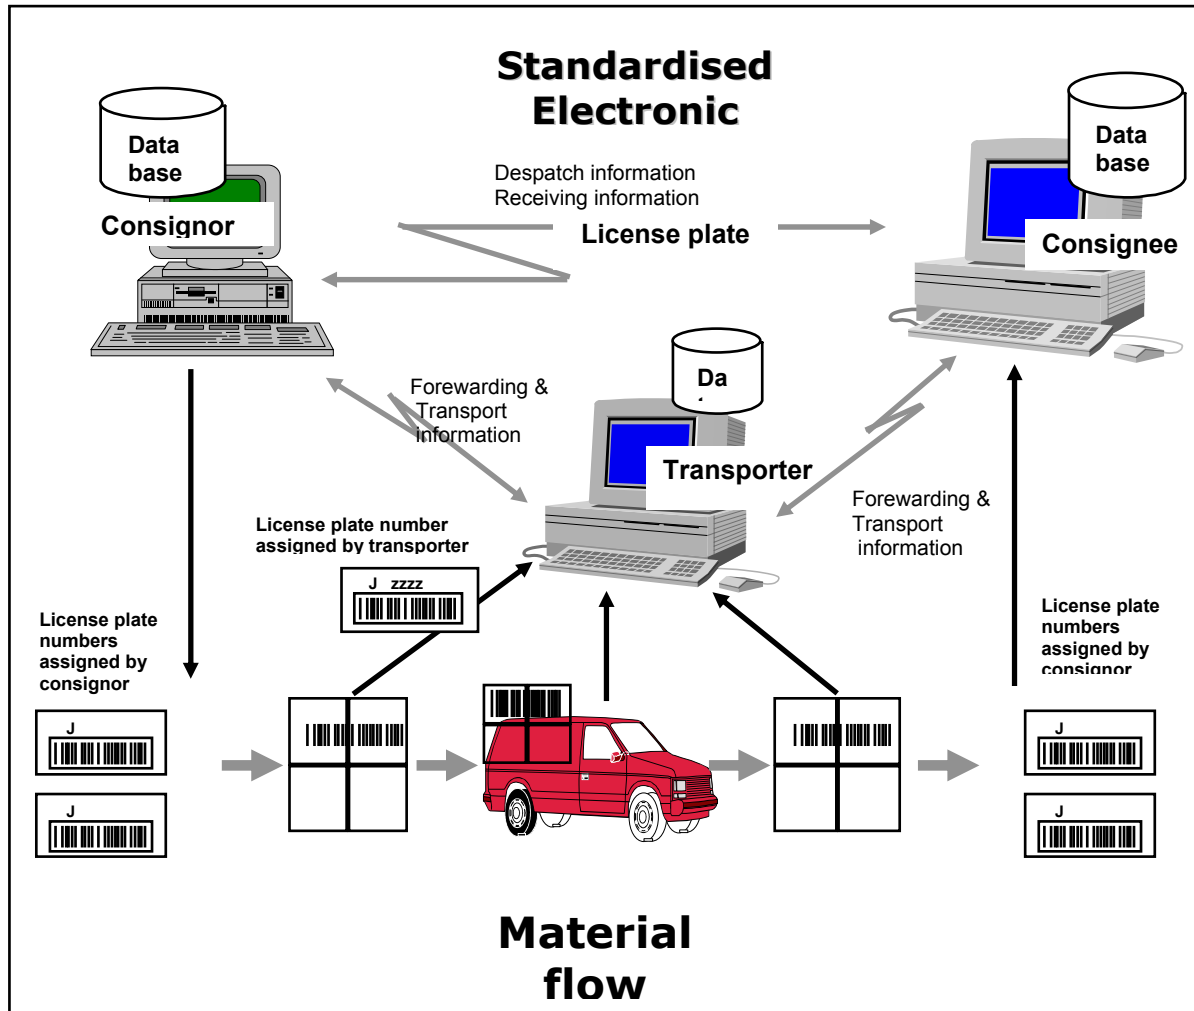 Standardised
Electronic
Data
base
Consignor
Despatch information
Receiving information
License plate
Data
base
Consignee
Forewarding &
Transport
information
Da
Transporter
Forewarding &
Transport
information
License plate number
assigned by transporter
J zzzz
License plate
numbers
assigned by
consignor
J
J
License plate
numbers
assigned by
consignor
J
J
Material
flow